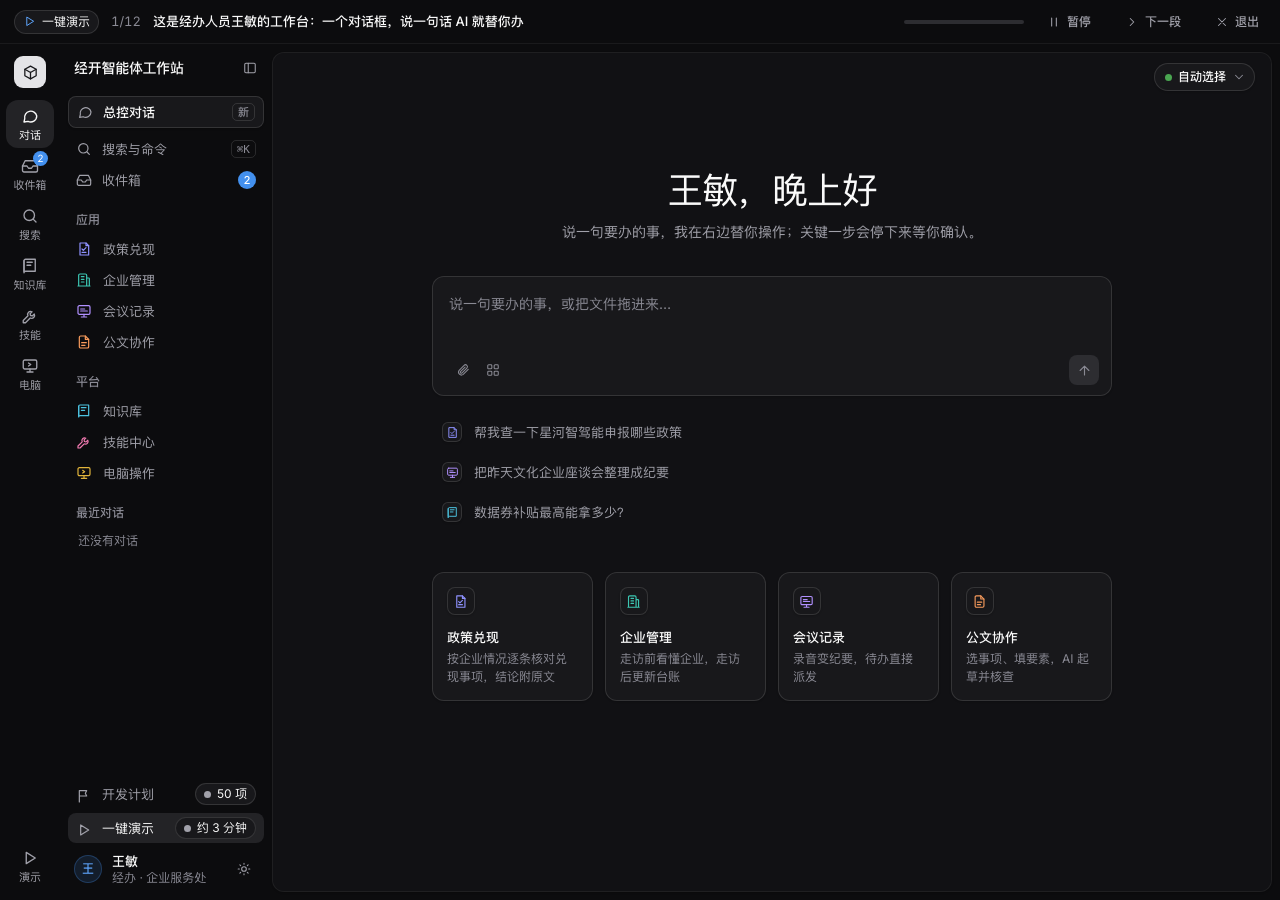 一键演示
1/12
这是经办人员王敏的工作台：一个对话框，说一句话 AI 就替你办
暂停
下一段
退出
对话
2
收件箱
搜索
知识库
技能
电脑
演示
经开智能体工作站
总控对话
新
搜索与命令
⌘K
收件箱
2
应用
政策兑现
企业管理
会议记录
公文协作
平台
知识库
技能中心
电脑操作
最近对话
还没有对话
开发计划
50 项
一键演示
约 3 分钟
王
王敏
经办 · 企业服务处
自动选择
王敏，晚上好
说一句要办的事，我在右边替你操作；关键一步会停下来等你确认。
说一句要办的事，或把文件拖进来...
帮我查一下星河智驾能申报哪些政策
把昨天文化企业座谈会整理成纪要
数据券补贴最高能拿多少？
政策兑现
按企业情况逐条核对兑
现事项，结论附原文
企业管理
走访前看懂企业，走访
后更新台账
会议记录
录音变纪要，待办直接
派发
公文协作
选事项、填要素，AI 起
草并核查